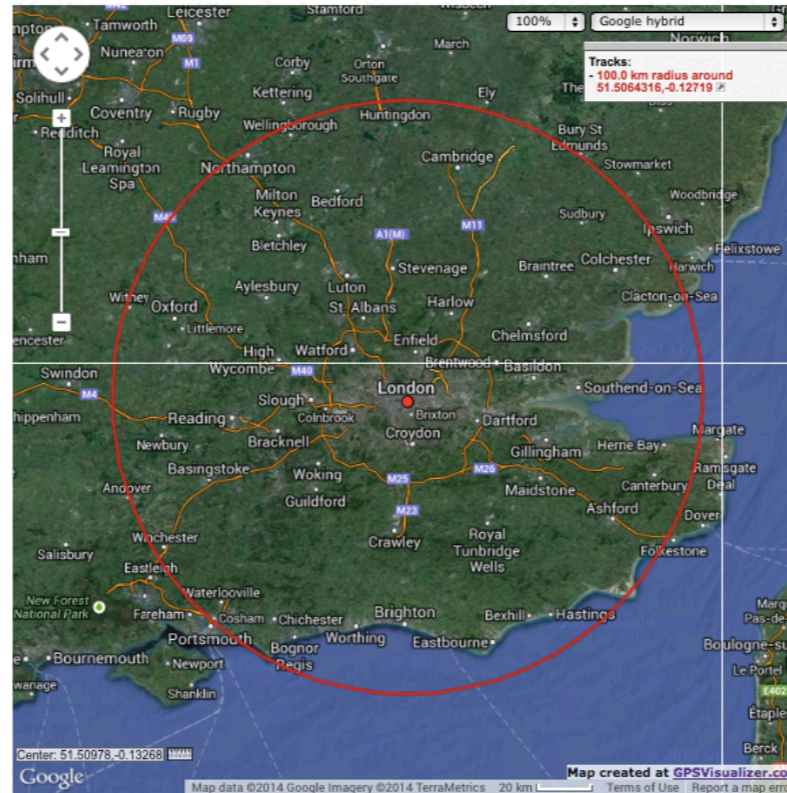 Leicester
Stamford
Tamworth
M69
M1
100%
Google hybrid
Norwich
March
Nuneaton
Corby
Orton
Southgate
Tracks:
- 100.0 km radius around
51.5064316,-0.12719
Solihull
Kettering
Ely
Coventry
Rugby
Huntingdon
Redditch
Wellingborough
Bury St
Edmunds
Royal
Leamington
Spa
Northampton
Cambridge
Stowmarket
Milton
Keynes
Bedford
Woodbridge
M40
A1(M)
M11
Sudbury
Ipswich
Bletchley
Felixstowe
Stevenage
Braintree
Colchester
Harwich
Aylesbury
Luton
Witney
Oxford
St. Albans
Harlow
Clacton-on-Sea
Littlemore
Chelmsford
High
Wycombe
Watford
Enfield
Brentwood
Basildon
Swindon
M40
London
Southend-on-Sea
M4
Slough
Colnbrook
Brixton
Dartford
Reading
Croydon
Margate
Bracknell
Gillingham
Herne Bay
Newbury
Ramsgate
Basingstoke
Woking
M25
M26
Maidstone
Canterbury
Deal
Andover
Guildford
M23
Ashford
Dover
Winchester
Crawley
Royal
Tunbridge
Wells
Folkestone
Salisbury
Eastleigh
New Forest
National Park
Waterlooville
Fareham
Cosham
Chichester
Brighton
Bexhill
Hastings
Portsmouth
Worthing
Eastbourne
Bognor
Regis
Bournemouth
Newport
Le Portel
Shanklin
E402
Berck
Center: 51.50978,-0.13268
Google
Map created at GPSVisualizer.co
Map data ©2014 Google Imagery ©2014 TerraMetrics
20 km
Terms of Use
Report a map erro